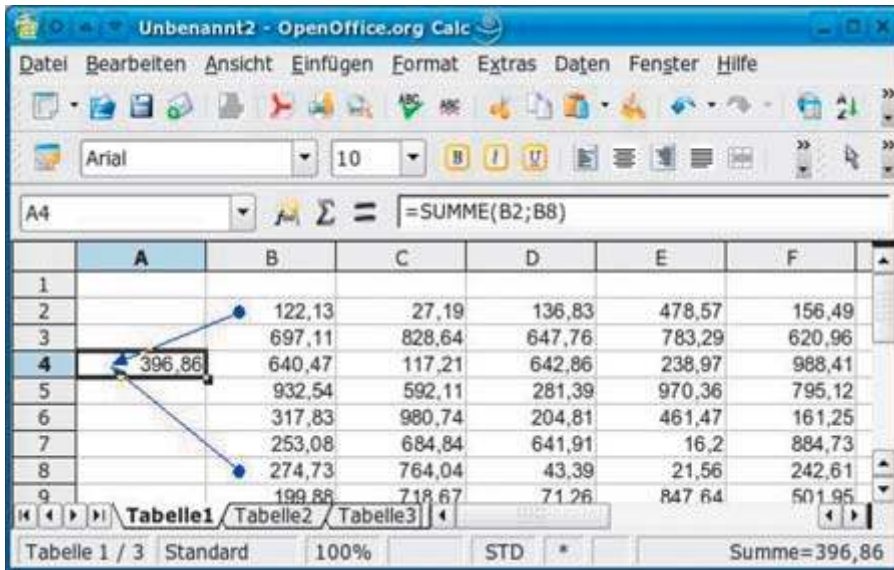 Unbenannt2 - OpenOffice.org Calc
Datei Bearbeiten Ansicht Einfügen Format Extras Daten Fenster Hilfe
Arial 10 B I U
A4 Σ = =SUMME(B2;B8)
A B C D E F
1
2 122,13 27,19 136,83 478,57 156,49
3 697,11 828,64 647,76 783,29 620,96
4 396,86 640,47 117,21 642,86 238,97 988,41
5 932,54 592,11 281,39 970,36 795,12
6 317,83 980,74 204,81 461,47 161,25
7 253,08 684,84 641,91 16,2 884,73
8 274,73 764,04 43,39 21,56 242,61
9 199,88 718,67 71,26 847,64 501,95
Tabelle1 Tabelle2 Tabelle3
Tabelle 1 / 3 Standard 100% STD * Summe=396,86